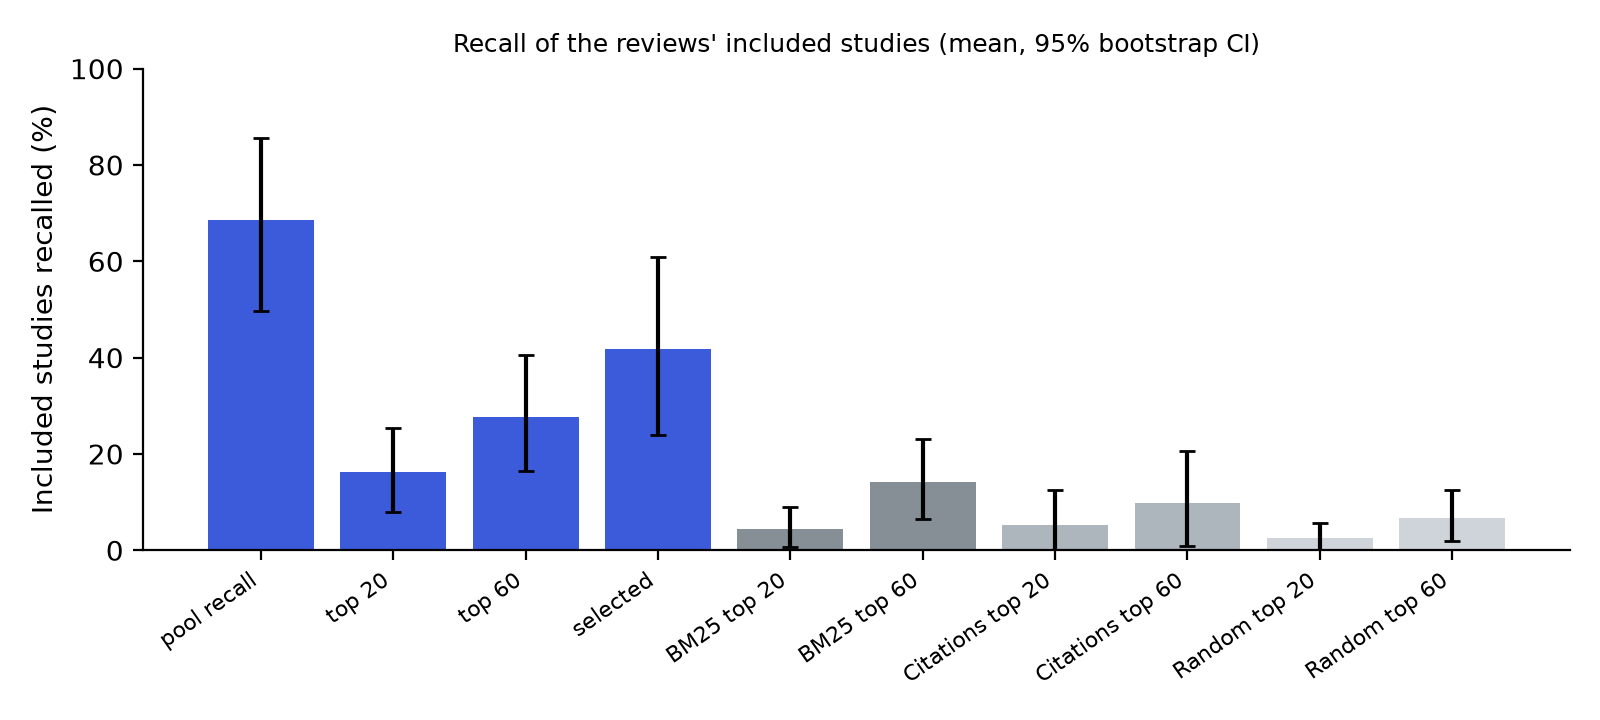 Recall of the reviews' included studies (mean, 95% bootstrap CI)
Included studies recalled (%)
100
80
60
40
20
0
pool recall
top 20
top 60
selected
BM25 top 20
BM25 top 60
Citations top 20
Citations top 60
Random top 20
Random top 60